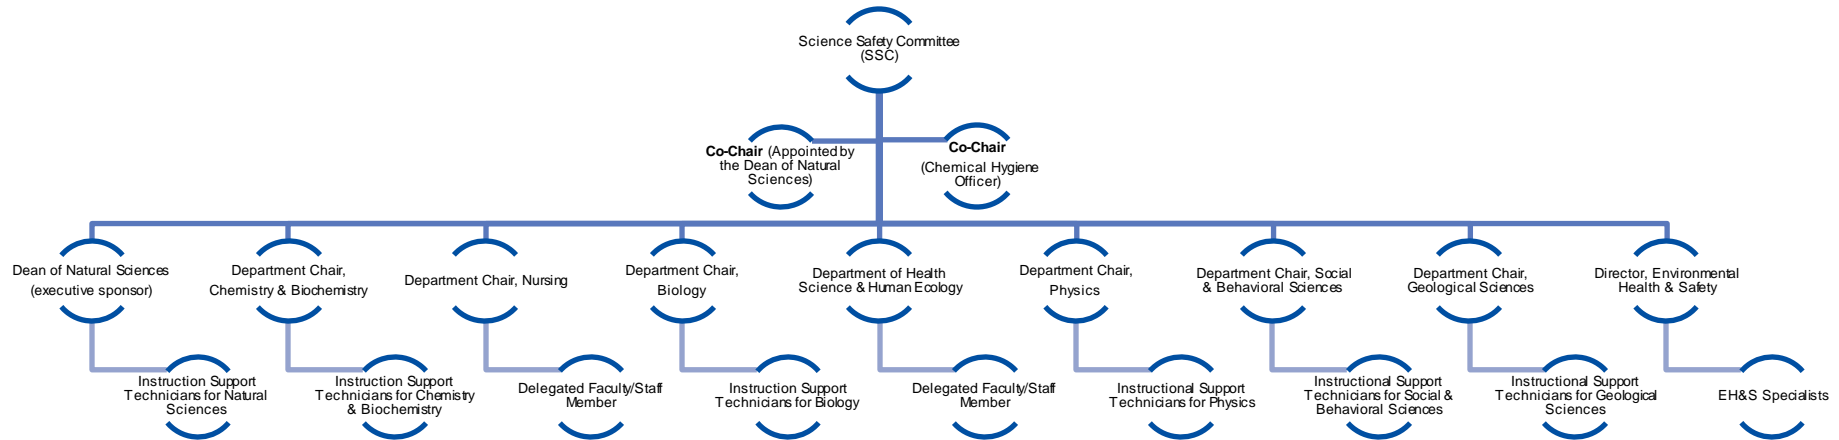 Science Safety Committee
(SSC)
Co-Chair (Appointed by
the Dean of Natural
Sciences)
Co-Chair
(Chemical Hygiene
Officer)
Dean of Natural Sciences
(executive sponsor)
Department Chair,
Chemistry & Biochemistry
Department Chair, Nursing
Department Chair,
Biology
Department of Health
Science & Human Ecology
Department Chair,
Physics
Department Chair, Social
& Behavioral Sciences
Department Chair,
Geological Sciences
Director, Environmental
Health & Safety
Instruction Support
Technicians for Natural
Sciences
Instruction Support
Technicians for Chemistry
& Biochemistry
Delegated Faculty/Staff
Member
Instruction Support
Technicians for Biology
Delegated Faculty/Staff
Member
Instructional Support
Technicians for Physics
Instructional Support
Technicians for Social &
Behavioral Sciences
Instructional Support
Technicians for Geological
Sciences
EH&S Specialists